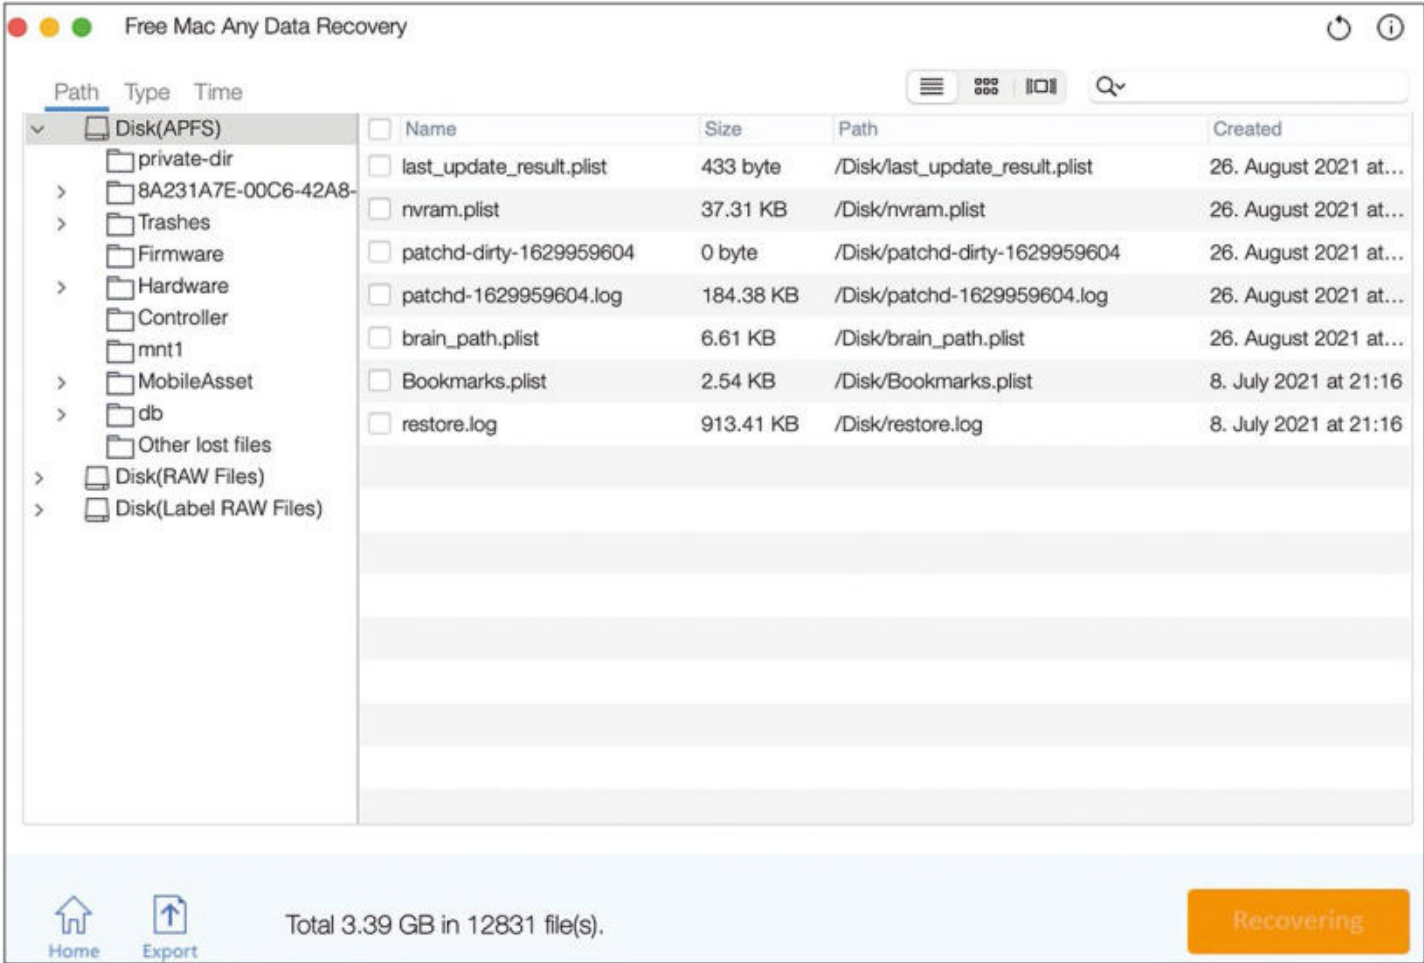 Free Mac Any Data Recovery
Path Type Time
Disk(APFS)
private-dir
8A231A7E-00C6-42A8-
Trashes
Firmware
Hardware
Controller
mnt1
MobileAsset
db
Other lost files
Disk(RAW Files)
Disk(Label RAW Files)
Name Size Path Created
last_update_result.plist 433 byte /Disk/last_update_result.plist 26. August 2021 at...
nvram.plist 37.31 KB /Disk/nvram.plist 26. August 2021 at...
patchd-dirty-1629959604 0 byte /Disk/patchd-dirty-1629959604 26. August 2021 at...
patchd-1629959604.log 184.38 KB /Disk/patchd-1629959604.log 26. August 2021 at...
brain_path.plist 6.61 KB /Disk/brain_path.plist 26. August 2021 at...
Bookmarks.plist 2.54 KB /Disk/Bookmarks.plist 8. July 2021 at 21:16
restore.log 913.41 KB /Disk/restore.log 8. July 2021 at 21:16
Home Export
Total 3.39 GB in 12831 file(s).
Recovering